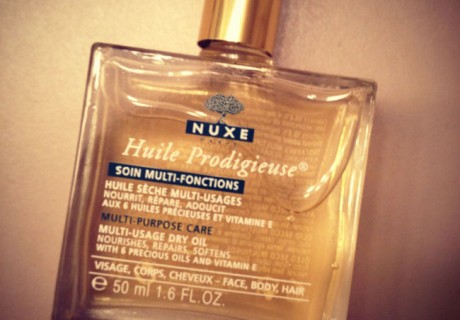 NUXE
Huile Prodigieuse®
SOIN MULTI-FONCTIONS
HUILE SÈCHE MULTI-USAGES
NOURRIT, RÉPARE, ADOUCIT
AUX 6 HUILES PRÉCIEUSES ET VITAMINE E
MULTI-PURPOSE CARE
MULTI-USAGE DRY OIL
NOURISHES, REPAIRS, SOFTENS
WITH 6 PRECIOUS OILS AND VITAMIN E
VISAGE, CORPS, CHEVEUX - FACE, BODY, HAIR
℮ 50 ml 1.6 FL.OZ.